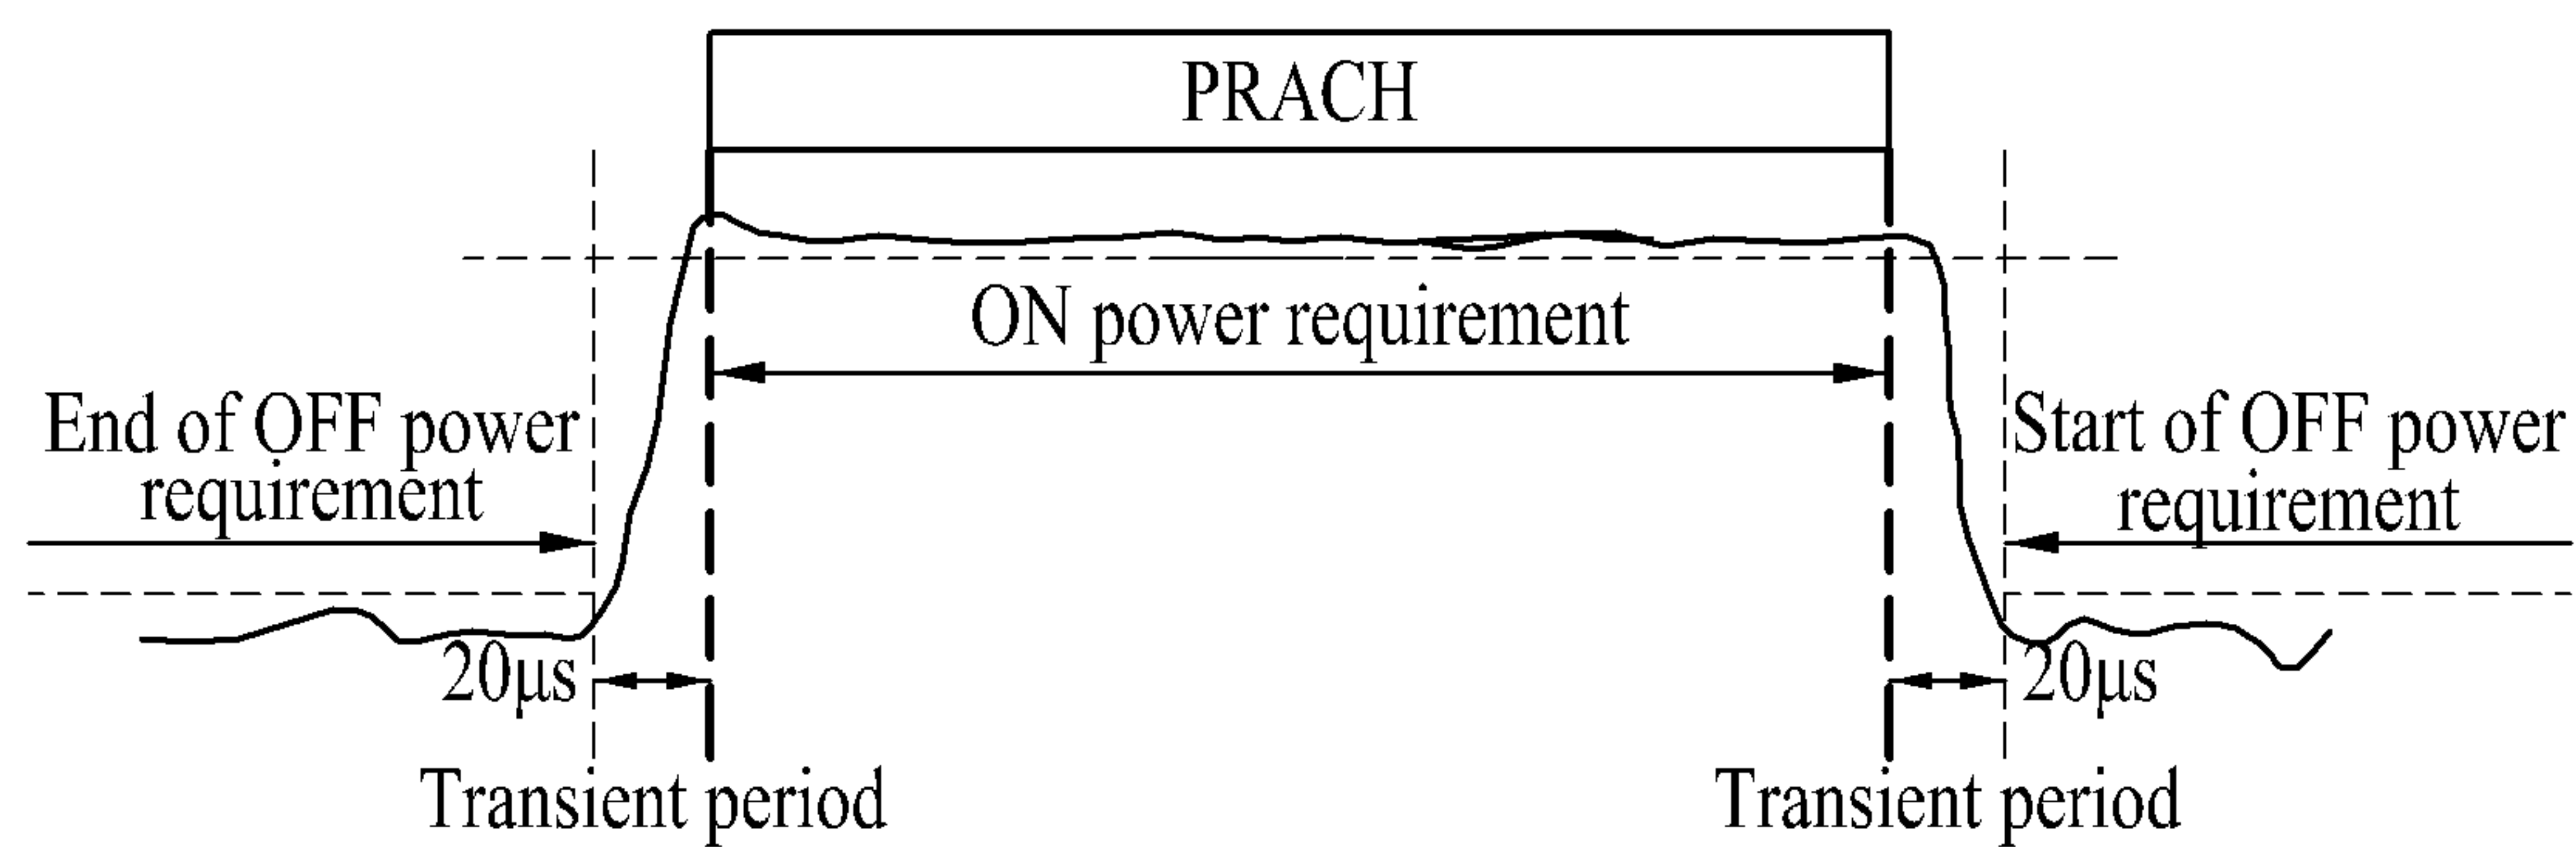 PRACH
ON power requirement
End of OFF power
requirement
Start of OFF power
requirement
20μs
20μs
Transient period
Transient period